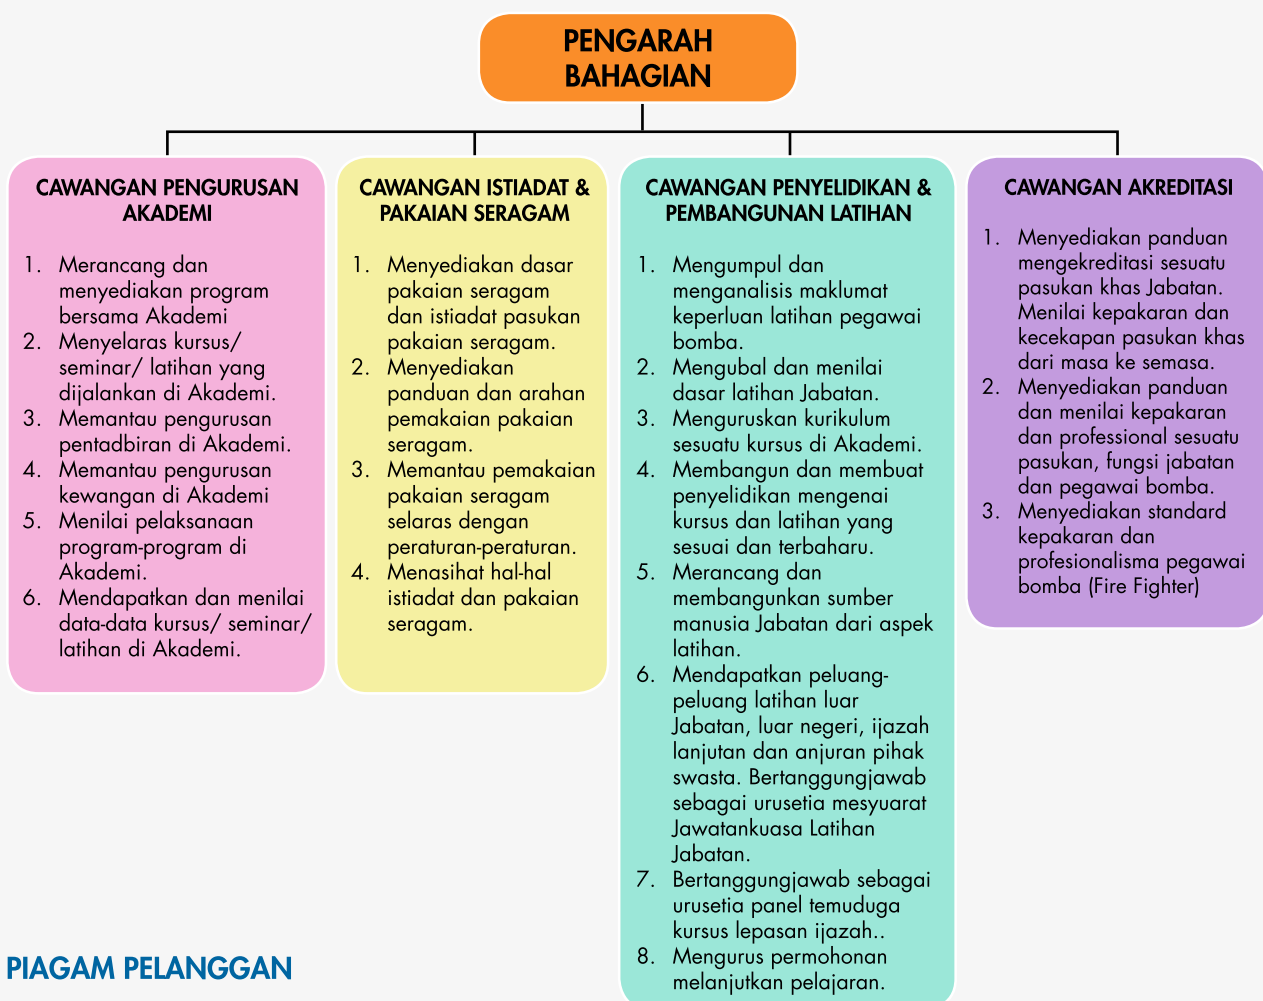 PENGARAH
BAHAGIAN
CAWANGAN PENGURUSAN
AKADEMI
1. Merancang dan
menyediakan program
bersama Akademi
2. Menyelaras kursus/
seminar/ latihan yang
dijalankan di Akademi.
3. Memantau pengurusan
pentadbiran di Akademi.
4. Memantau pengurusan
kewangan di Akademi
5. Menilai pelaksanaan
program-program di
Akademi.
6. Mendapatkan dan menilai
data-data kursus/ seminar/
latihan di Akademi.
CAWANGAN ISTIADAT &
PAKAIAN SERAGAM
1. Menyediakan dasar
pakaian seragam
dan istiadat pasukan
pakaian seragam.
2. Menyediakan
panduan dan arahan
pemakaian pakaian
seragam.
3. Memantau pemakaian
pakaian seragam
selaras dengan
peraturan-peraturan.
4. Menasihat hal-hal
istiadat dan pakaian
seragam.
CAWANGAN PENYELIDIKAN &
PEMBANGUNAN LATIHAN
1. Mengumpul dan
menganalisis maklumat
keperluan latihan pegawai
bomba.
2. Mengubal dan menilai
dasar latihan Jabatan.
3. Menguruskan kurikulum
sesuatu kursus di Akademi.
4. Membangun dan membuat
penyelidikan mengenai
kursus dan latihan yang
sesuai dan terbaharu.
5. Merancang dan
membangunkan sumber
manusia Jabatan dari aspek
latihan.
6. Mendapatkan peluang-
peluang latihan luar
Jabatan, luar negeri, ijazah
lanjutan dan anjuran pihak
swasta. Bertanggungjawab
sebagai urusetia mesyuarat
Jawatankuasa Latihan
Jabatan.
7. Bertanggungjawab sebagai
urusetia panel temuduga
kursus lepasan ijazah..
8. Mengurus permohonan
melanjutkan pelajaran.
CAWANGAN AKREDITASI
1. Menyediakan panduan
mengekreditasi sesuatu
pasukan khas Jabatan.
Menilai kepakaran dan
kecekapan pasukan khas
dari masa ke semasa.
2. Menyediakan panduan
dan menilai kepakaran
dan professional sesuatu
pasukan, fungsi jabatan
dan pegawai bomba.
3. Menyediakan standard
kepakaran dan
profesionalisma pegawai
bomba (Fire Fighter)
PIAGAM PELANGGAN